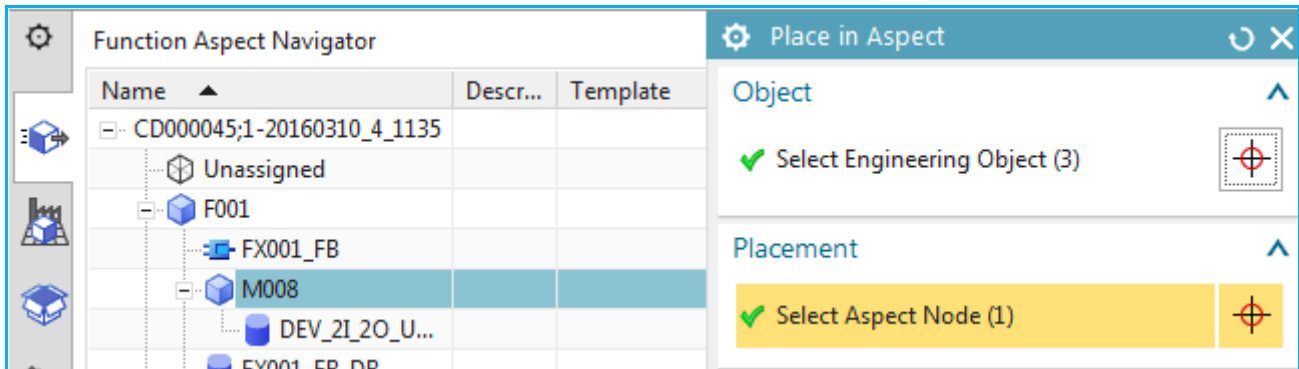 Function Aspect Navigator
Name Descr... Template
CD000045;1-20160310_4_1135
Unassigned
F001
FX001_FB
M008
DEV_2I_2O_U...
FX001_FB_DB
Place in Aspect
Object
Select Engineering Object (3)
Placement
Select Aspect Node (1)